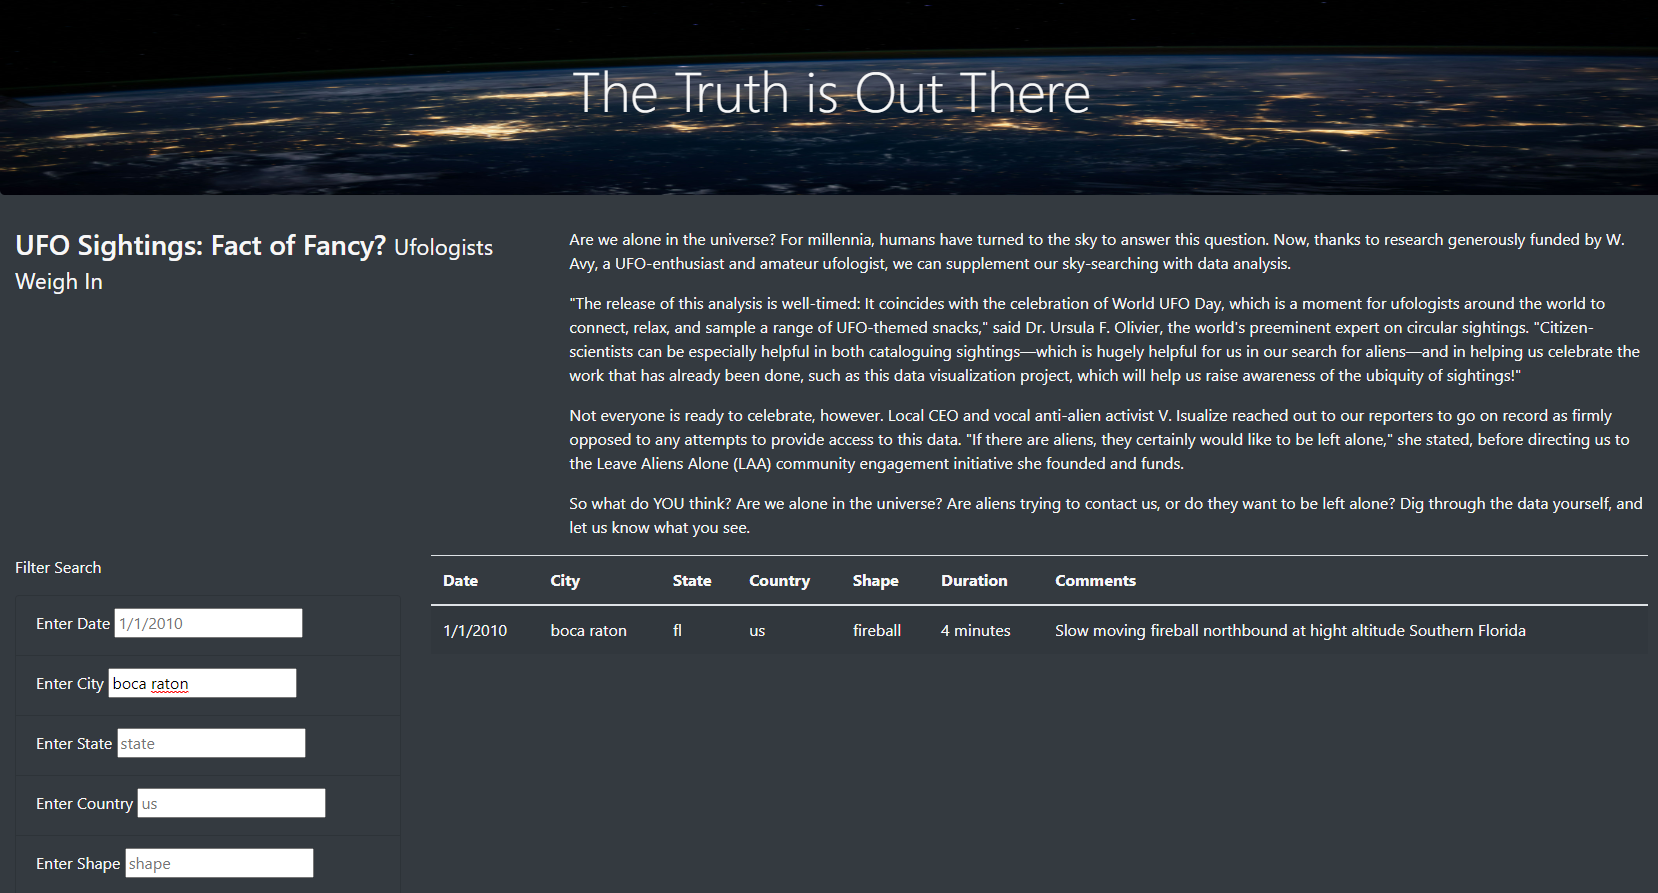 The Truth is Out There
UFO Sightings: Fact of Fancy? Ufologists
Weigh In
Are we alone in the universe? For millennia, humans have turned to the sky to answer this question. Now, thanks to research generously funded by W.
Avy, a UFO-enthusiast and amateur ufologist, we can supplement our sky-searching with data analysis.
"The release of this analysis is well-timed: It coincides with the celebration of World UFO Day, which is a moment for ufologists around the world to
connect, relax, and sample a range of UFO-themed snacks," said Dr. Ursula F. Olivier, the world's preeminent expert on circular sightings. "Citizen-
scientists can be especially helpful in both cataloguing sightings—which is hugely helpful for us in our search for aliens—and in helping us celebrate the
work that has already been done, such as this data visualization project, which will help us raise awareness of the ubiquity of sightings!"
Not everyone is ready to celebrate, however. Local CEO and vocal anti-alien activist V. Isualize reached out to our reporters to go on record as firmly
opposed to any attempts to provide access to this data. "If there are aliens, they certainly would like to be left alone," she stated, before directing us to
the Leave Aliens Alone (LAA) community engagement initiative she founded and funds.
So what do YOU think? Are we alone in the universe? Are aliens trying to contact us, or do they want to be left alone? Dig through the data yourself, and
let us know what you see.
Filter Search
Enter Date 1/1/2010
Enter City boca raton
Enter State state
Enter Country us
Enter Shape shape
Date City State Country Shape Duration Comments
1/1/2010 boca raton fl us fireball 4 minutes Slow moving fireball northbound at hight altitude Southern Florida